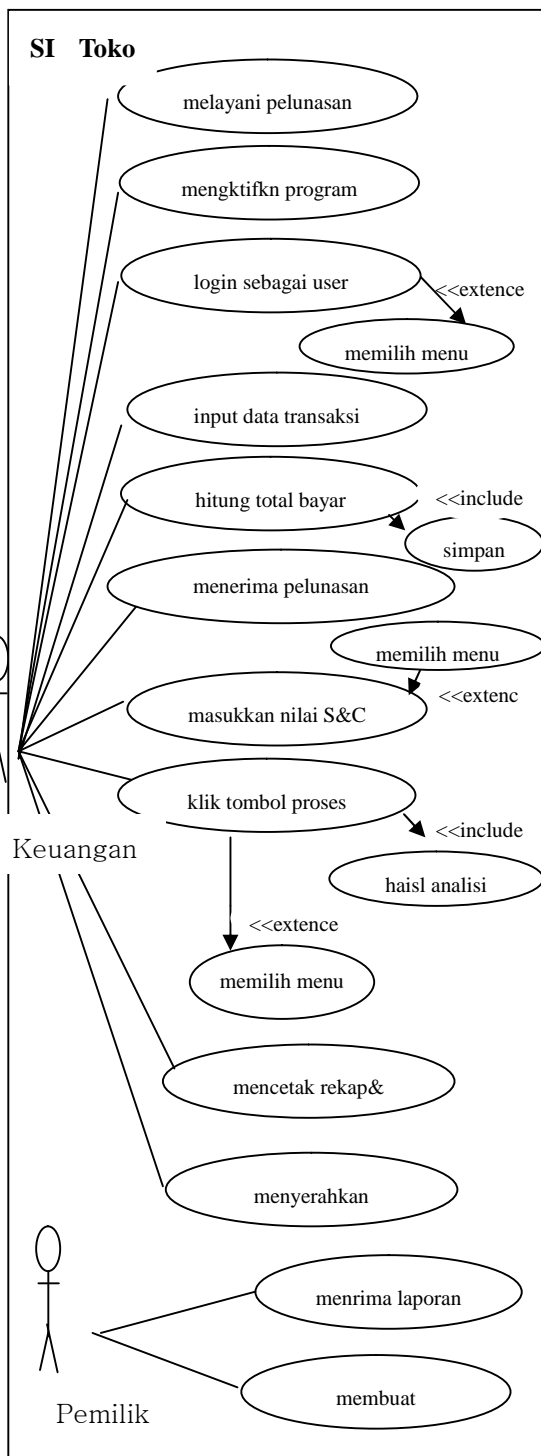 SI Toko
melayani pelunasan
mengktifkn program
login sebagai user
<<extence
memilih menu
input data transaksi
hitung total bayar
<<include
simpan
menerima pelunasan
memilih menu
<<extenc
masukkan nilai S&C
klik tombol proses
<<include
Keuangan
haisl analisi
<<extence
memilih menu
mencetak rekap&
menyerahkan
menrima laporan
membuat
Pemilik